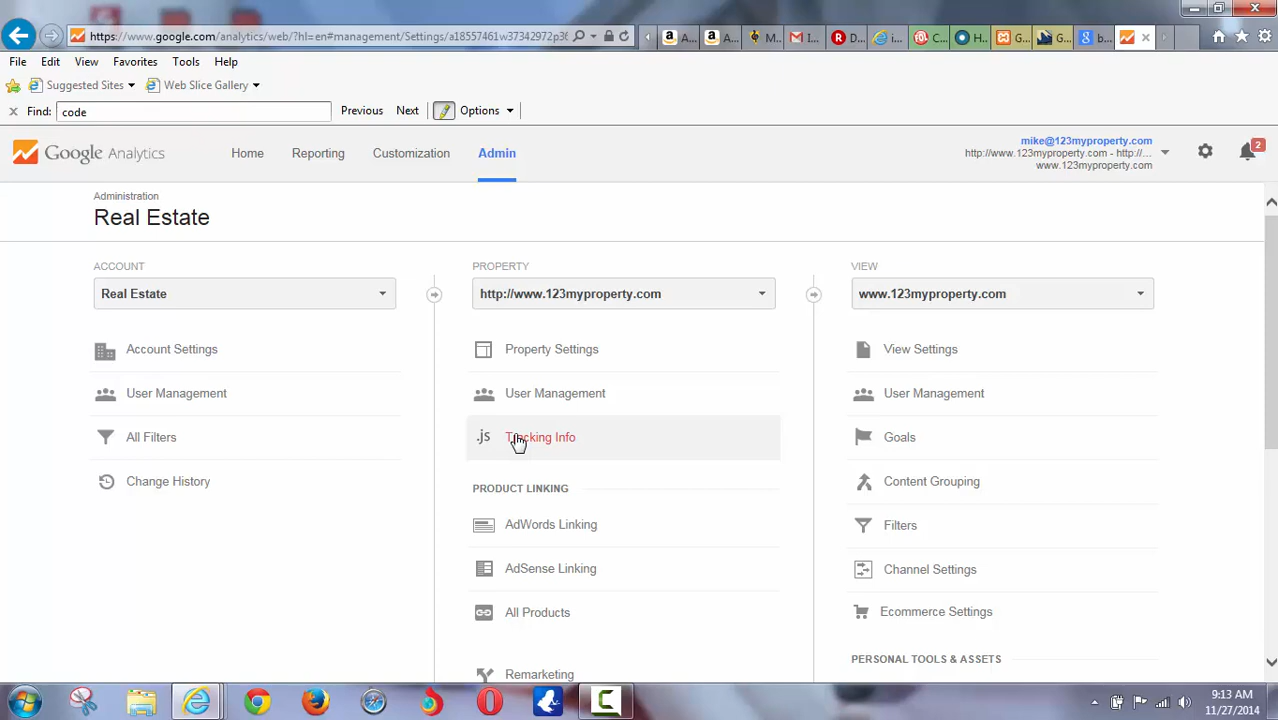 https://www.google.com/analytics/web/?hl=en#management/Settings/a18557461w37342972p36
A...
A...
M...
I...
D...
i...
C...
H...
G...
G...
b...
File Edit View Favorites Tools Help
Suggested Sites Web Slice Gallery
Find: code Previous Next Options
Google Analytics Home Reporting Customization Admin
mike@123myproperty.com
http://www.123myproperty.com - http://...
www.123myproperty.com
2
Administration
Real Estate
ACCOUNT
Real Estate
Account Settings
User Management
All Filters
Change History
PROPERTY
http://www.123myproperty.com
Property Settings
User Management
.js Tracking Info
PRODUCT LINKING
AdWords Linking
AdSense Linking
All Products
Remarketing
VIEW
www.123myproperty.com
View Settings
User Management
Goals
Content Grouping
Filters
Channel Settings
Ecommerce Settings
PERSONAL TOOLS & ASSETS
9:13 AM
11/27/2014